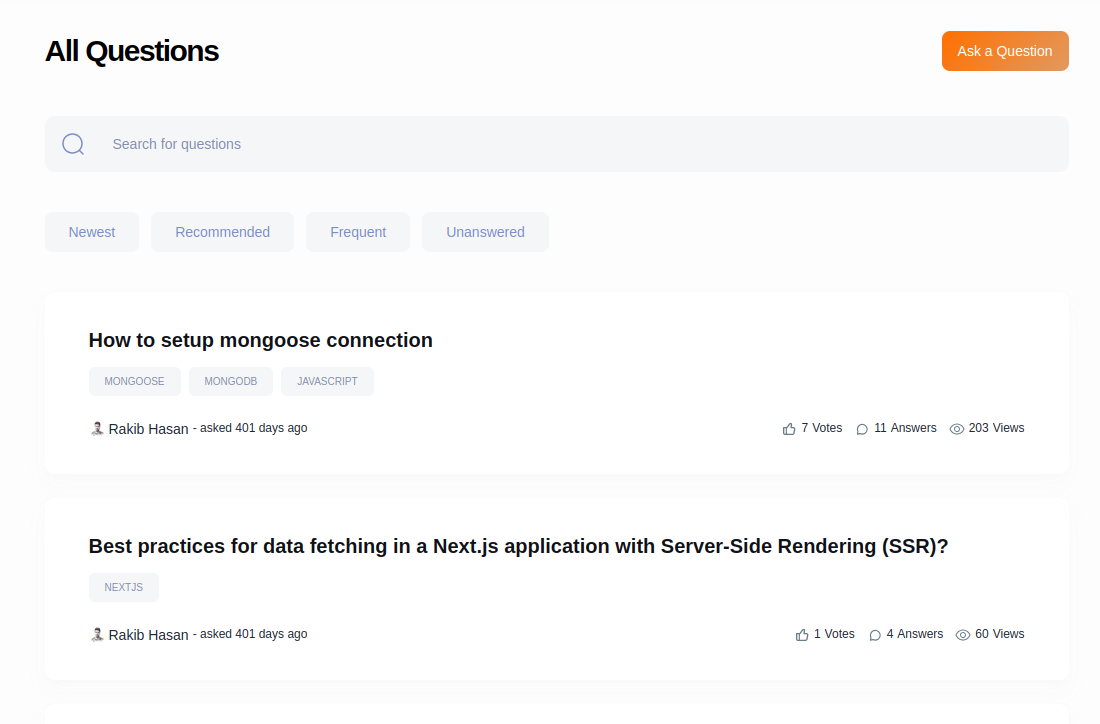 All Questions
Ask a Question
Search for questions
Newest Recommended Frequent Unanswered
How to setup mongoose connection
MONGOOSE MONGODB JAVASCRIPT
Rakib Hasan - asked 401 days ago 7 Votes 11 Answers 203 Views
Best practices for data fetching in a Next.js application with Server-Side Rendering (SSR)?
NEXTJS
Rakib Hasan - asked 401 days ago 1 Votes 4 Answers 60 Views